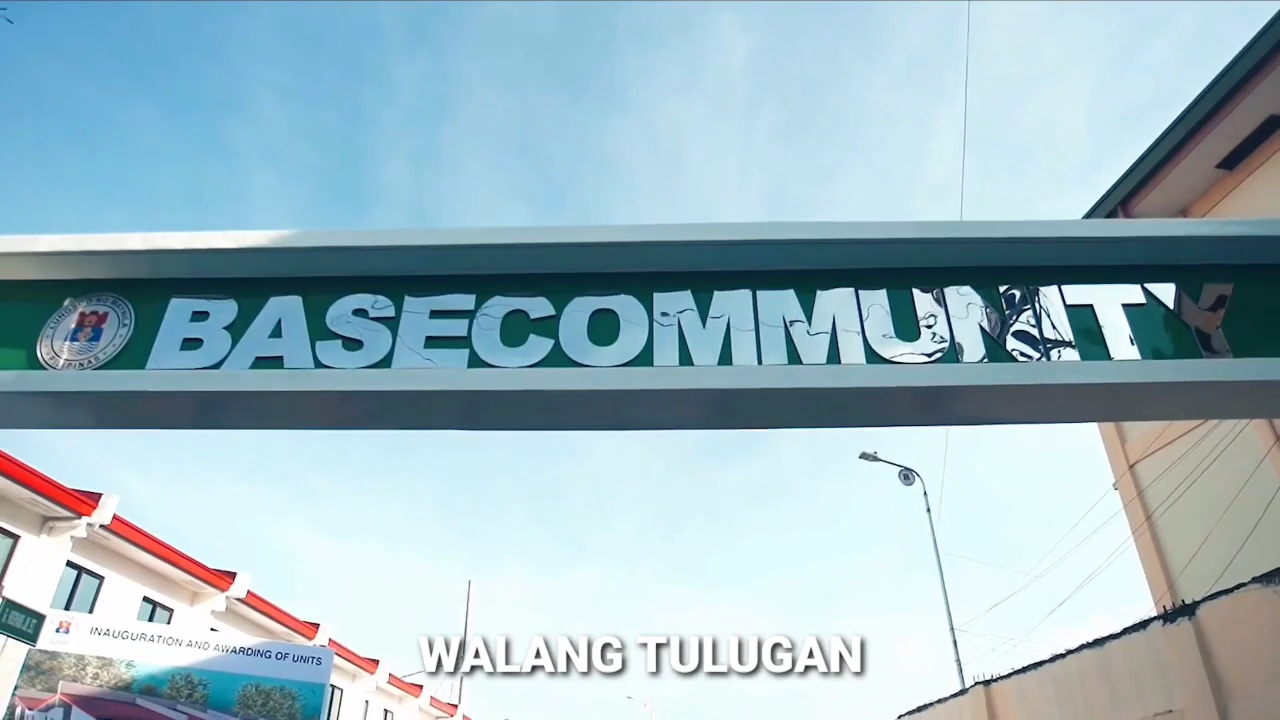 BASECOMMUNITY
INAUGURATION AND AWARDING OF UNITS
WALANG TULUGAN